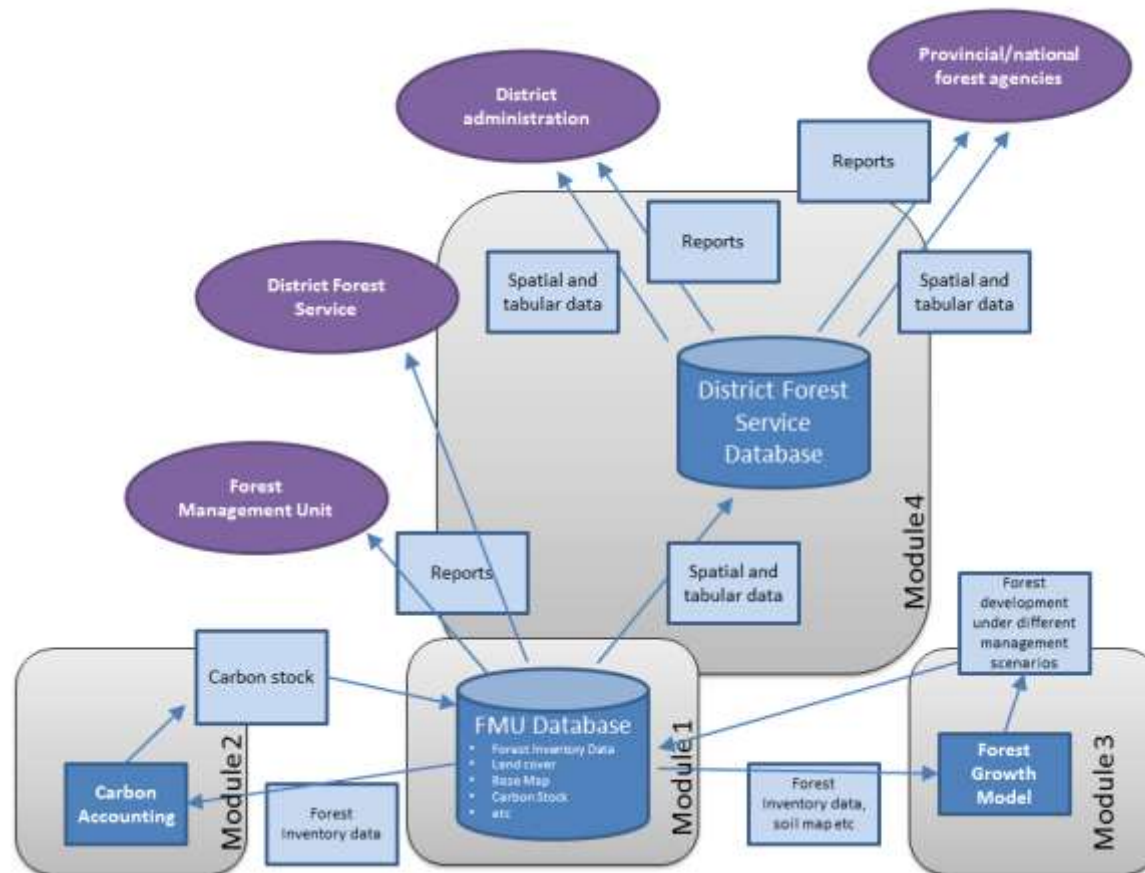 Provincial/national
forest agencies
District
administration
Reports
Reports
Spatial and
tabular data
Spatial and
tabular data
District Forest
Service
District Forest
Service
Database
Module 4
Forest
Management Unit
Reports
Spatial and
tabular data
Forest
development
under different
management
scenarios
Carbon stock
Module 2
Carbon
Accounting
Forest
Inventory data
FMU Database
• Forest Inventory Data
• Land cover
• Base Map
• Carbon Stock
• etc
Module 1
Forest
Inventory data,
soil map etc
Forest
Growth
Model
Module 3